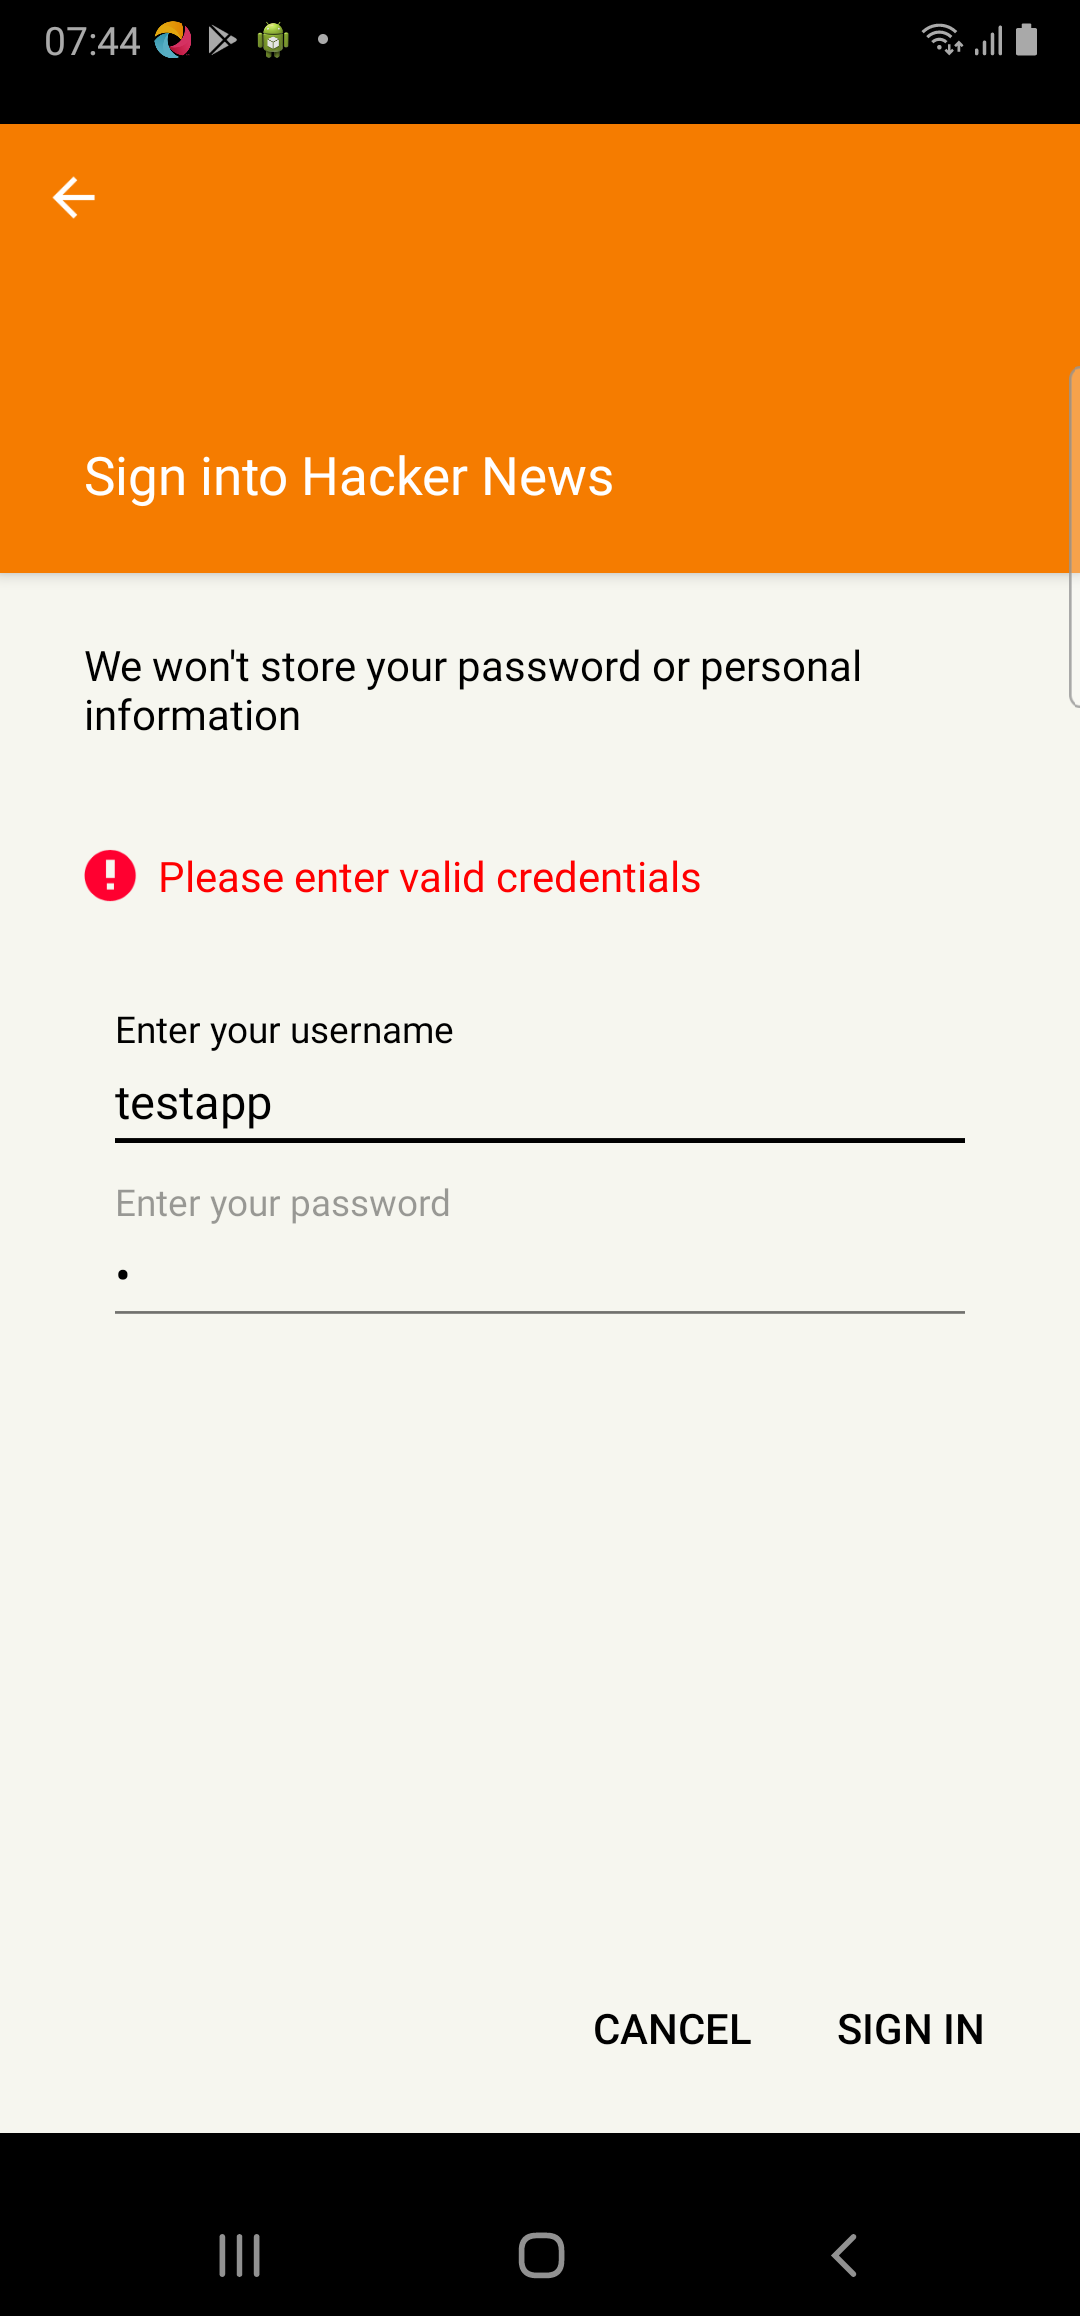 07:44
Sign into Hacker News
We won't store your password or personal
information
Please enter valid credentials
Enter your username
testapp
Enter your password
•
CANCEL SIGN IN